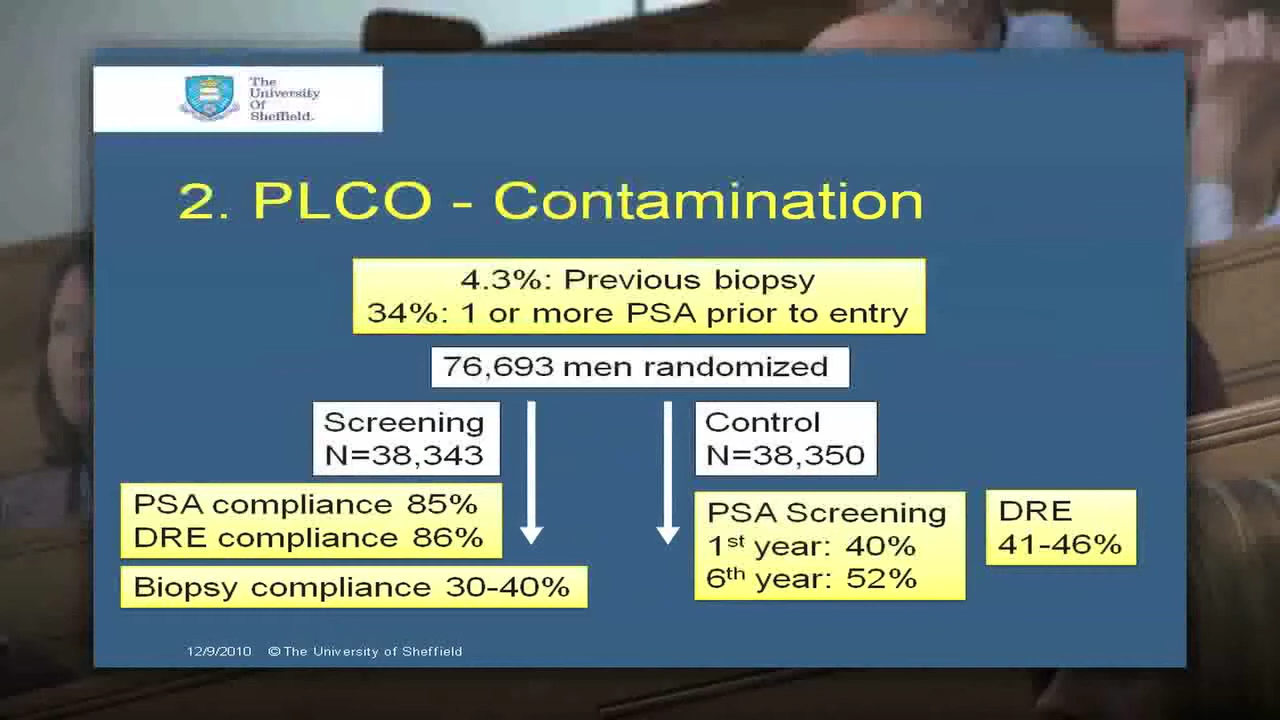 The
University
Of
Sheffield.
2. PLCO - Contamination
4.3%: Previous biopsy
34%: 1 or more PSA prior to entry
76,693 men randomized
Screening
N=38,343
Control
N=38,350
PSA compliance 85%
DRE compliance 86%
Biopsy compliance 30-40%
PSA Screening
1st year: 40%
6th year: 52%
DRE
41-46%
12/9/2010 © The University of Sheffield